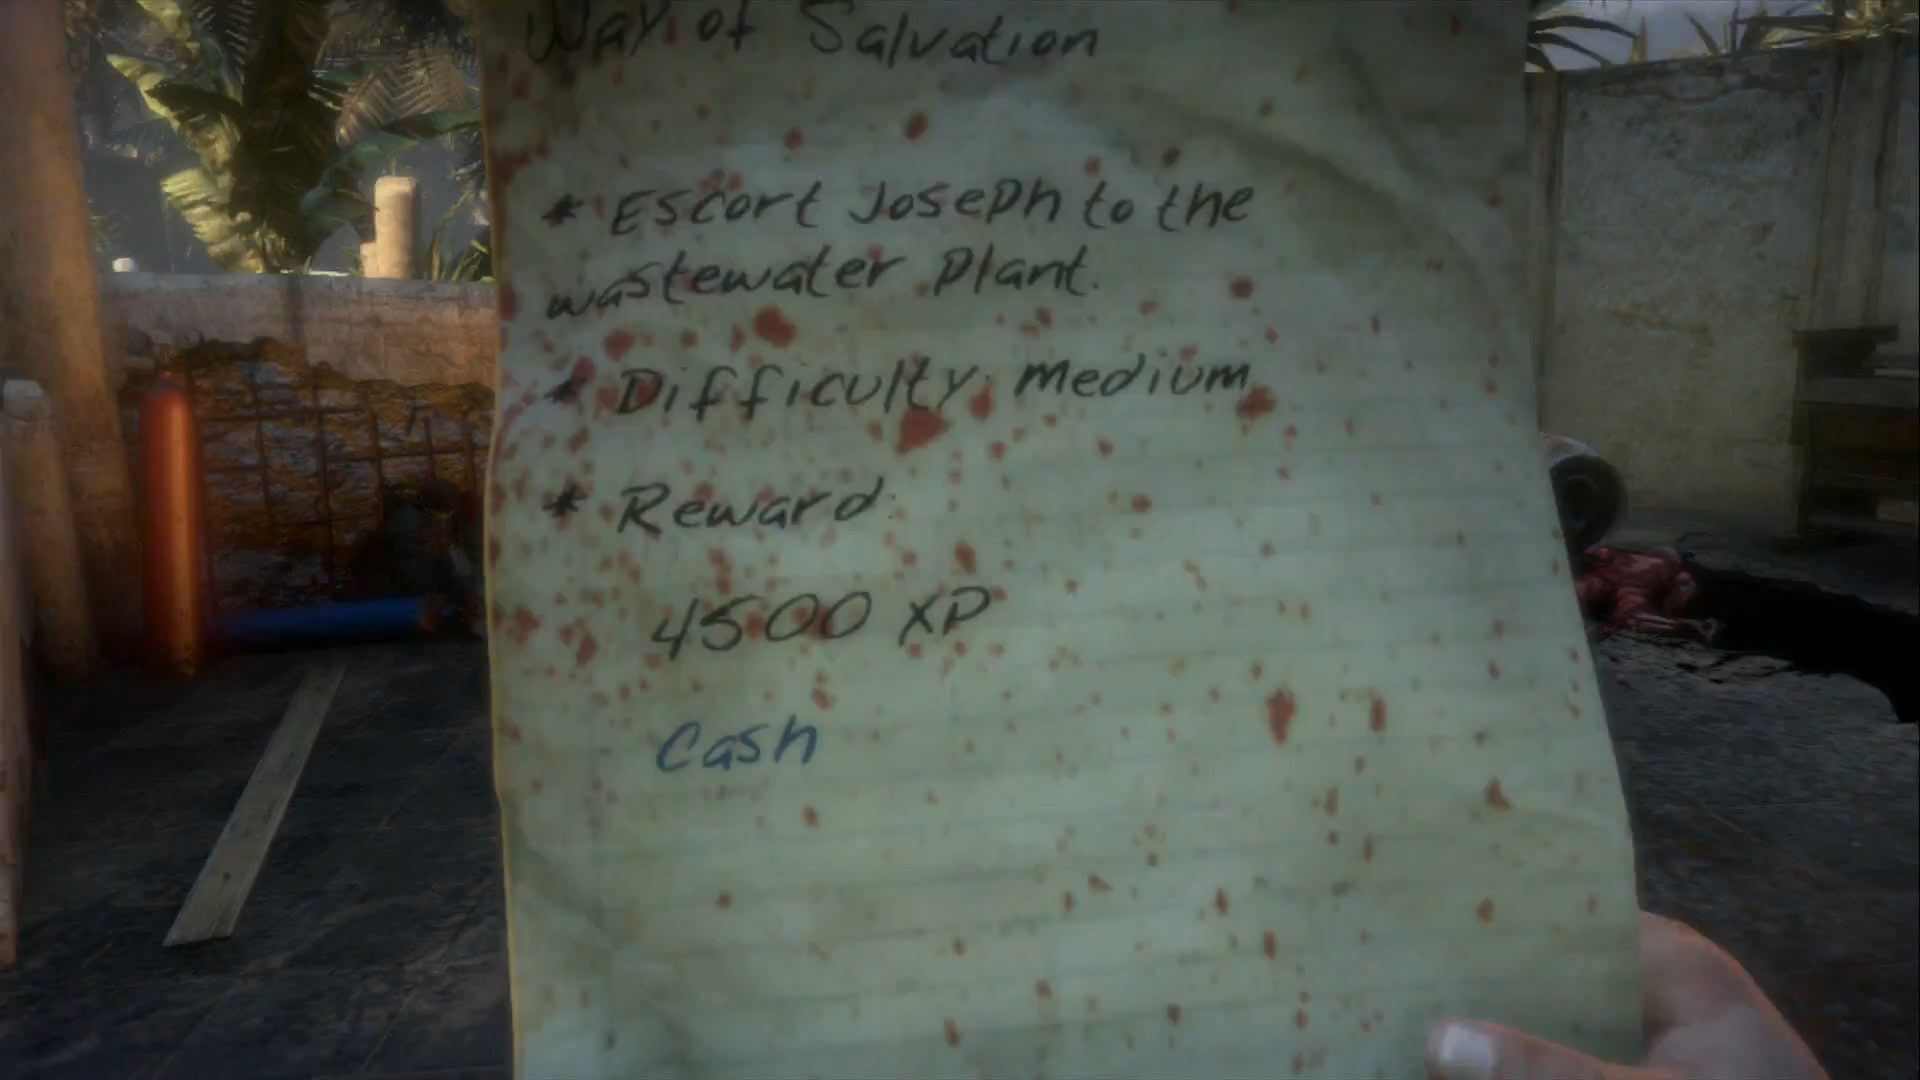 Way of Salvation
* Escort Joseph to the
wastewater plant.
* Difficulty: medium
* Reward:
4500 XP
Cash